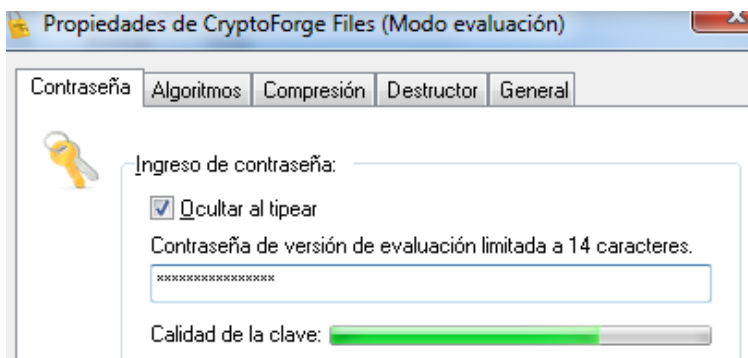 Propiedades de CryptoForge Files (Modo evaluación)
Contraseña Algoritmos Compresión Destructor General
Ingreso de contraseña:
Ocultar al tipear
Contraseña de versión de evaluación limitada a 14 caracteres.
***************
Calidad de la clave: